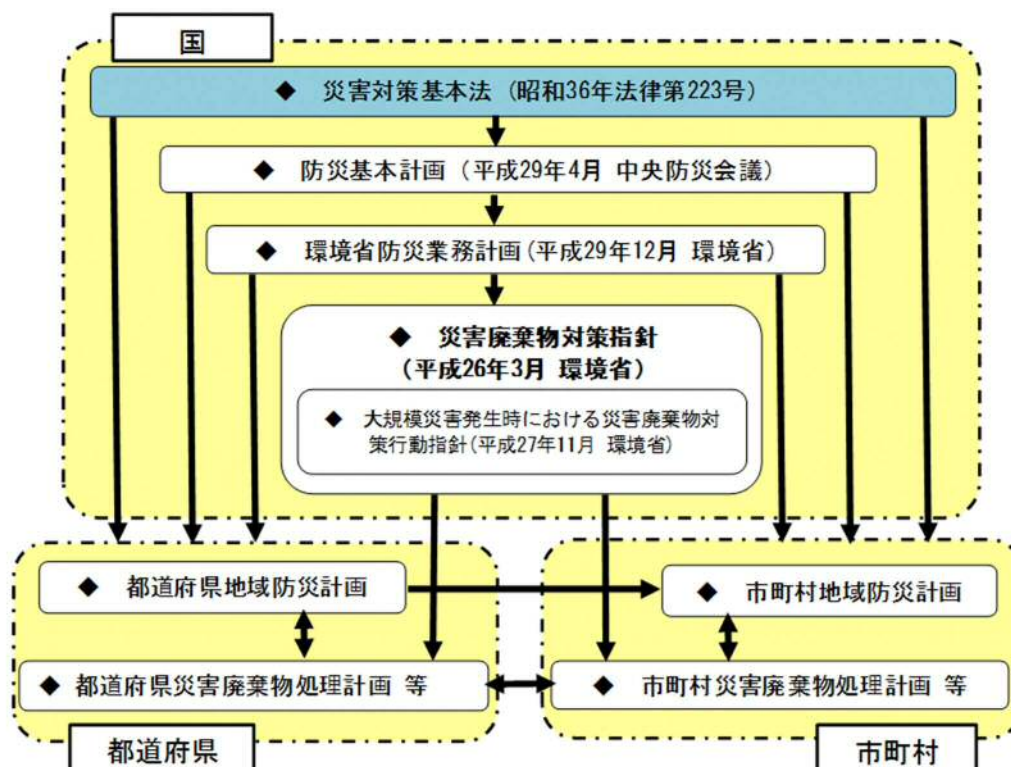 国
◆ 災害対策基本法 (昭和36年法律第223号)
◆ 防災基本計画 (平成29年4月 中央防災会議)
◆ 環境省防災業務計画(平成29年12月 環境省)
◆ 災害廃棄物対策指針
(平成26年3月 環境省)
◆ 大規模災害発生時における災害廃棄物対
策行動指針(平成27年11月 環境省)
◆ 都道府県地域防災計画
◆ 市町村地域防災計画
◆ 都道府県災害廃棄物処理計画 等
◆ 市町村災害廃棄物処理計画 等
都道府県
市町村